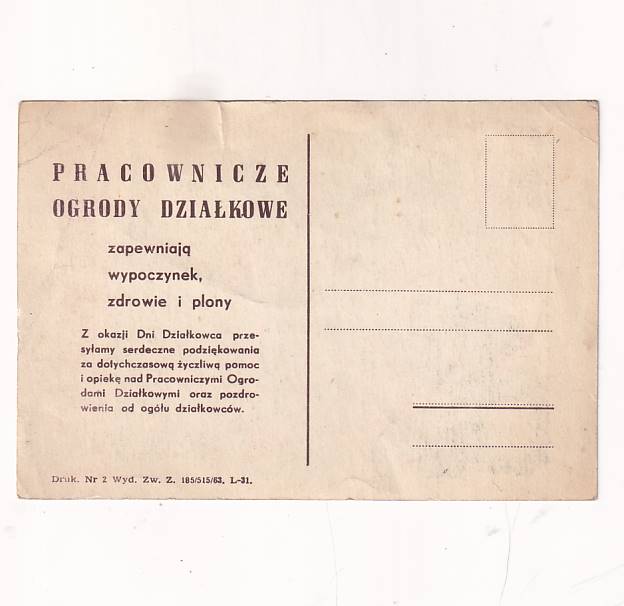 PRACOWNICZE
OGRODY DZIAŁKOWE
zapewniają
wypoczynek,
zdrowie i plony
Z okazji Dni Działkowca prze-
syłamy serdeczne podziękowania
za dotychczasową życzliwą pomoc
i opiekę nad Pracowniczymi Ogro-
dami Działkowymi oraz pozdro-
wienia od ogółu działkowców.
Druk. Nr 2 Wyd. Zw. Z. 185/515/63. L-31.